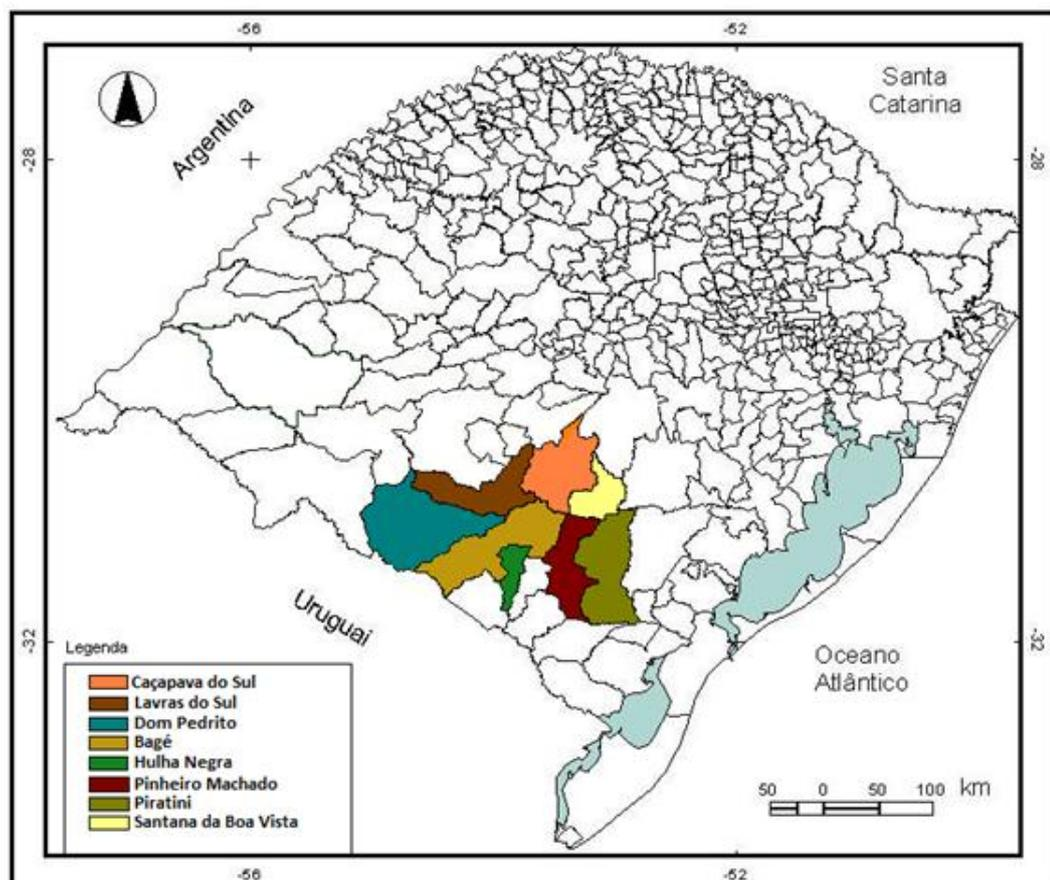 -56
-52
Santa
Catarina
Argentina
-28
-28
Uruguai
-32
-32
Oceano
Atlântico
Legenda
Caçapava do Sul
Lavras do Sul
Dom Pedrito
Bagé
Hulha Negra
Pinheiro Machado
Piratini
Santana da Boa Vista
50 0 50 100 km
-56
-52